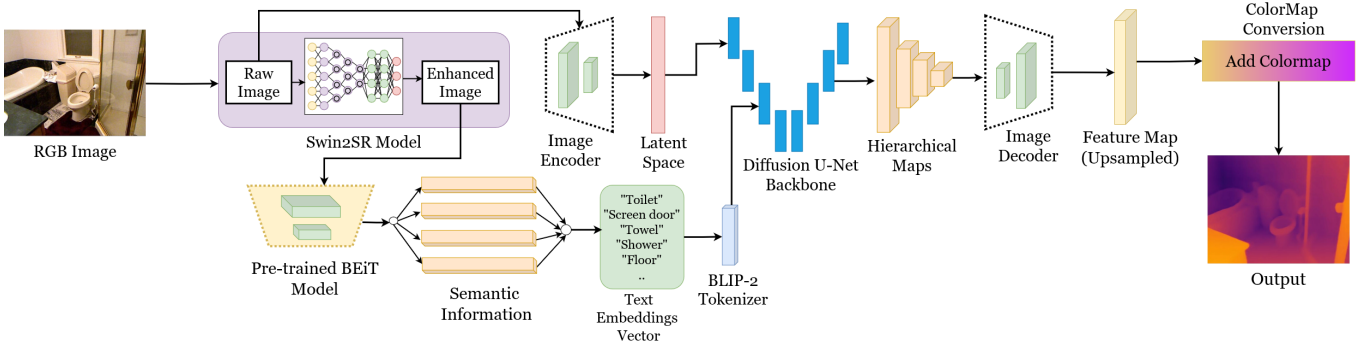 RGB Image
Raw
Image
Enhanced
Image
Swin2SR Model
Image
Encoder
Latent
Space
Diffusion U-Net
Backbone
Hierarchical
Maps
Image
Decoder
Feature Map
(Upsampled)
ColorMap
Conversion
Add Colormap
Output
Pre-trained BEiT
Model
Semantic
Information
"Toilet"
"Screen door"
"Towel"
"Shower"
"Floor"
..
Text
Embeddings
Vector
BLIP-2
Tokenizer